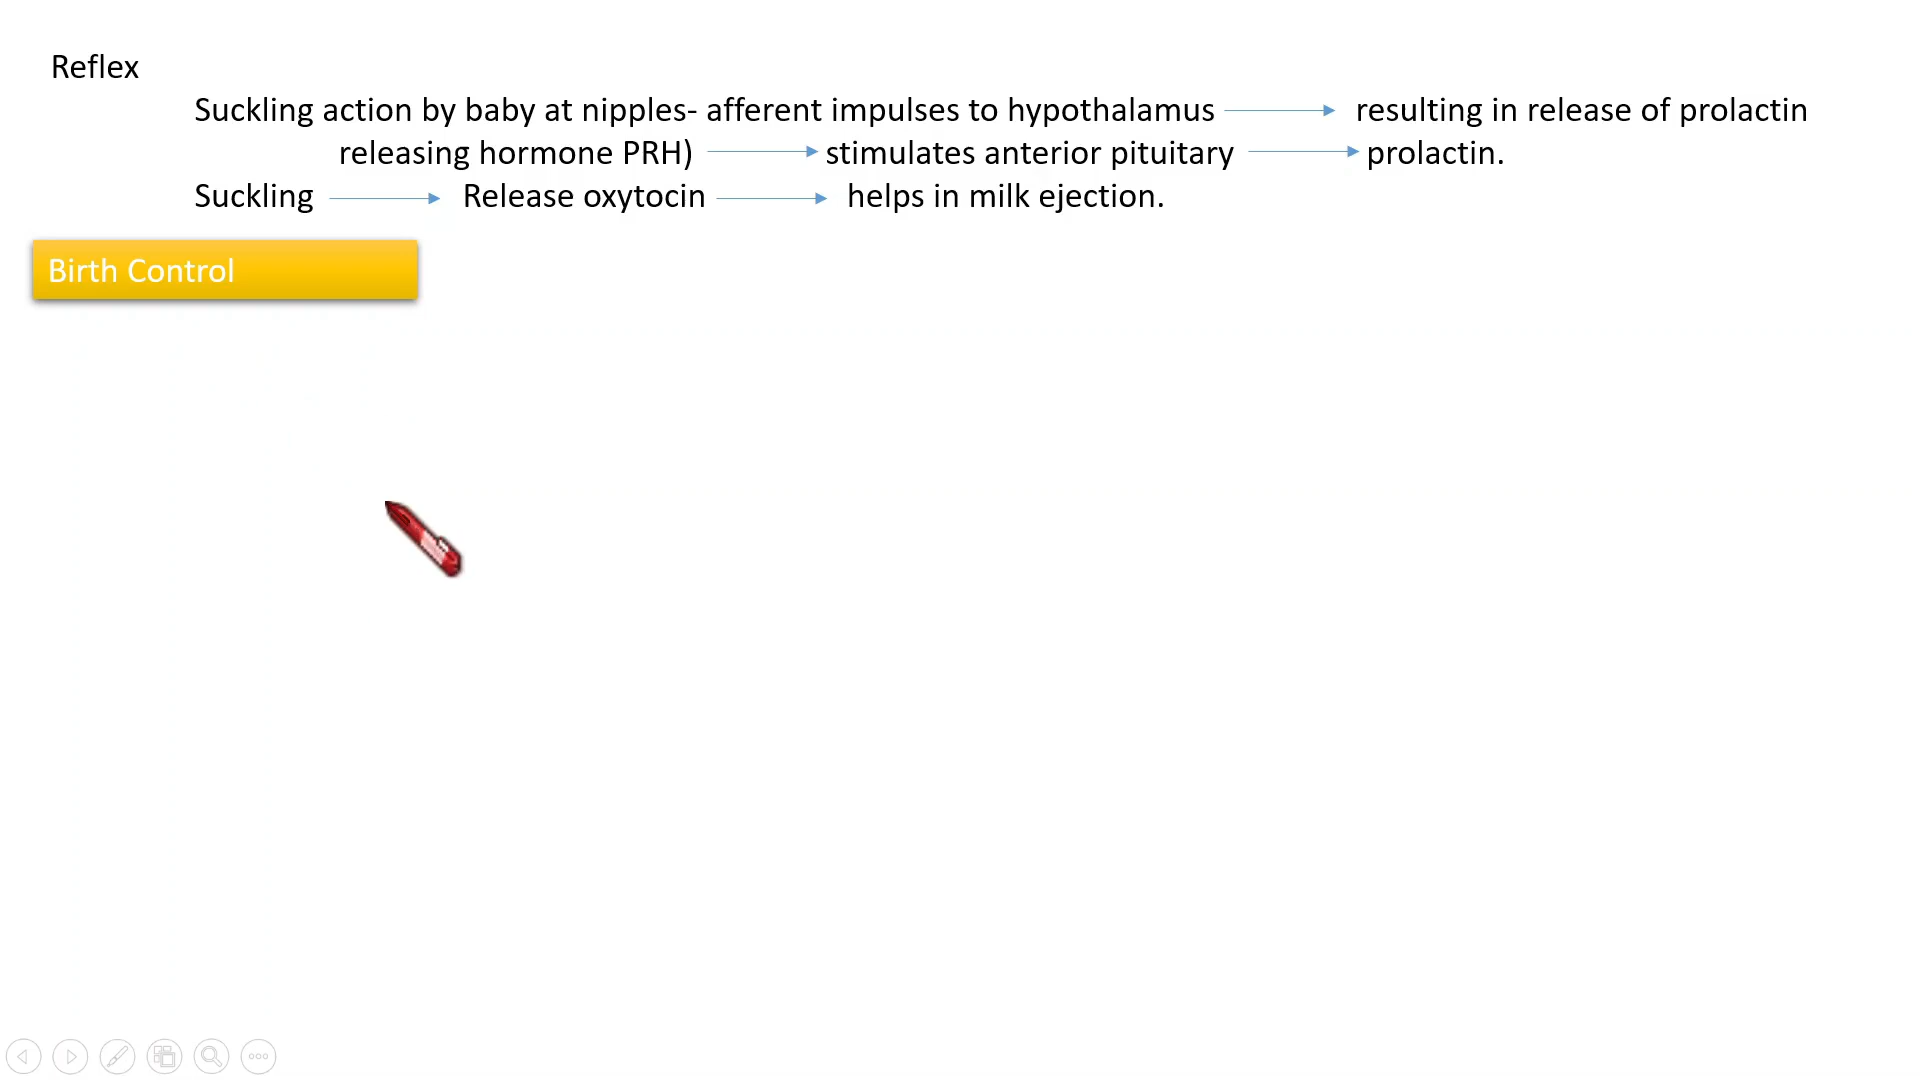 Reflex
Suckling action by baby at nipples- afferent impulses to hypothalamus resulting in release of prolactin
releasing hormone PRH) stimulates anterior pituitary prolactin.
Suckling Release oxytocin helps in milk ejection.
Birth Control